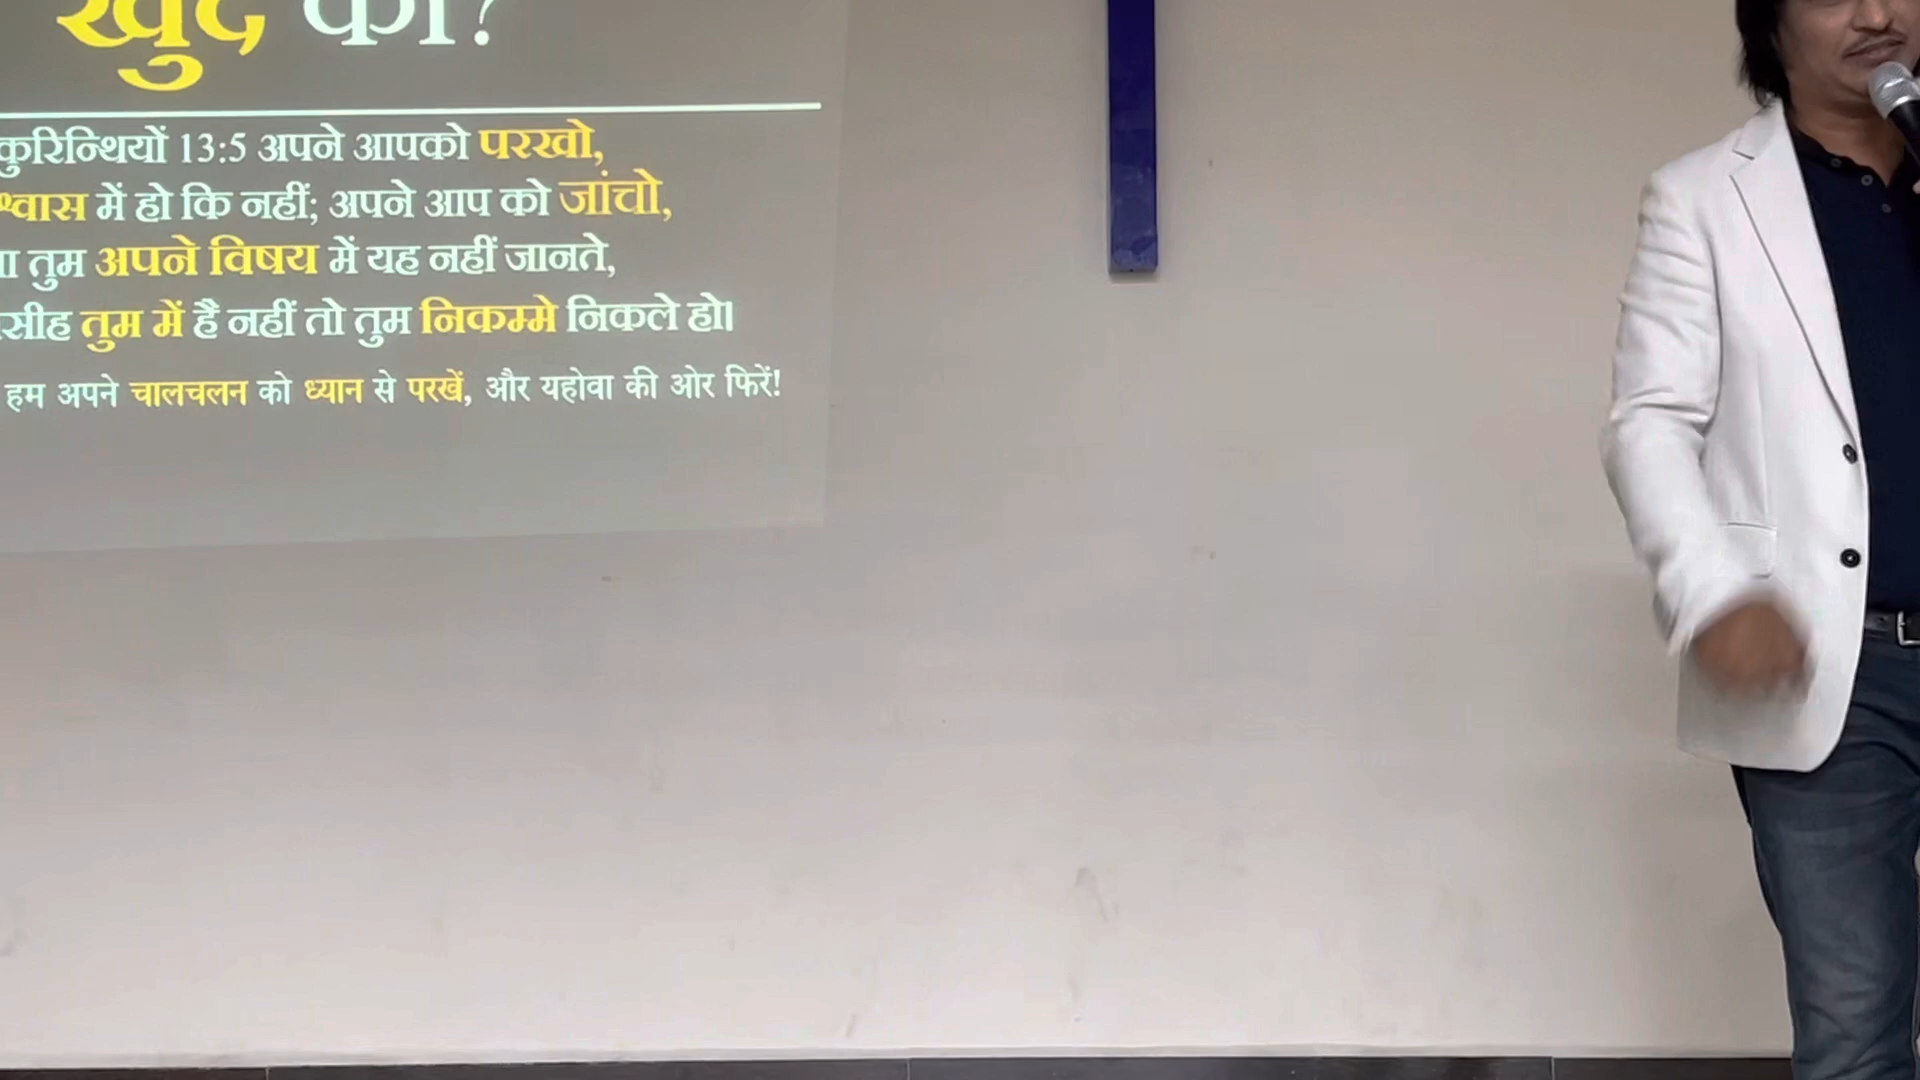 खुद को?
कुरिन्थियों 13:5 अपने आपको परखो,
में हो कि नहीं; अपने आप को जांचो,
तुम अपने विषय में यह नहीं जानते,
तुम में है नहीं तो तुम निकम्मे निकले हो।
हम अपने चालचलन को ध्यान से परखें, और यहोवा की ओर फिरें!